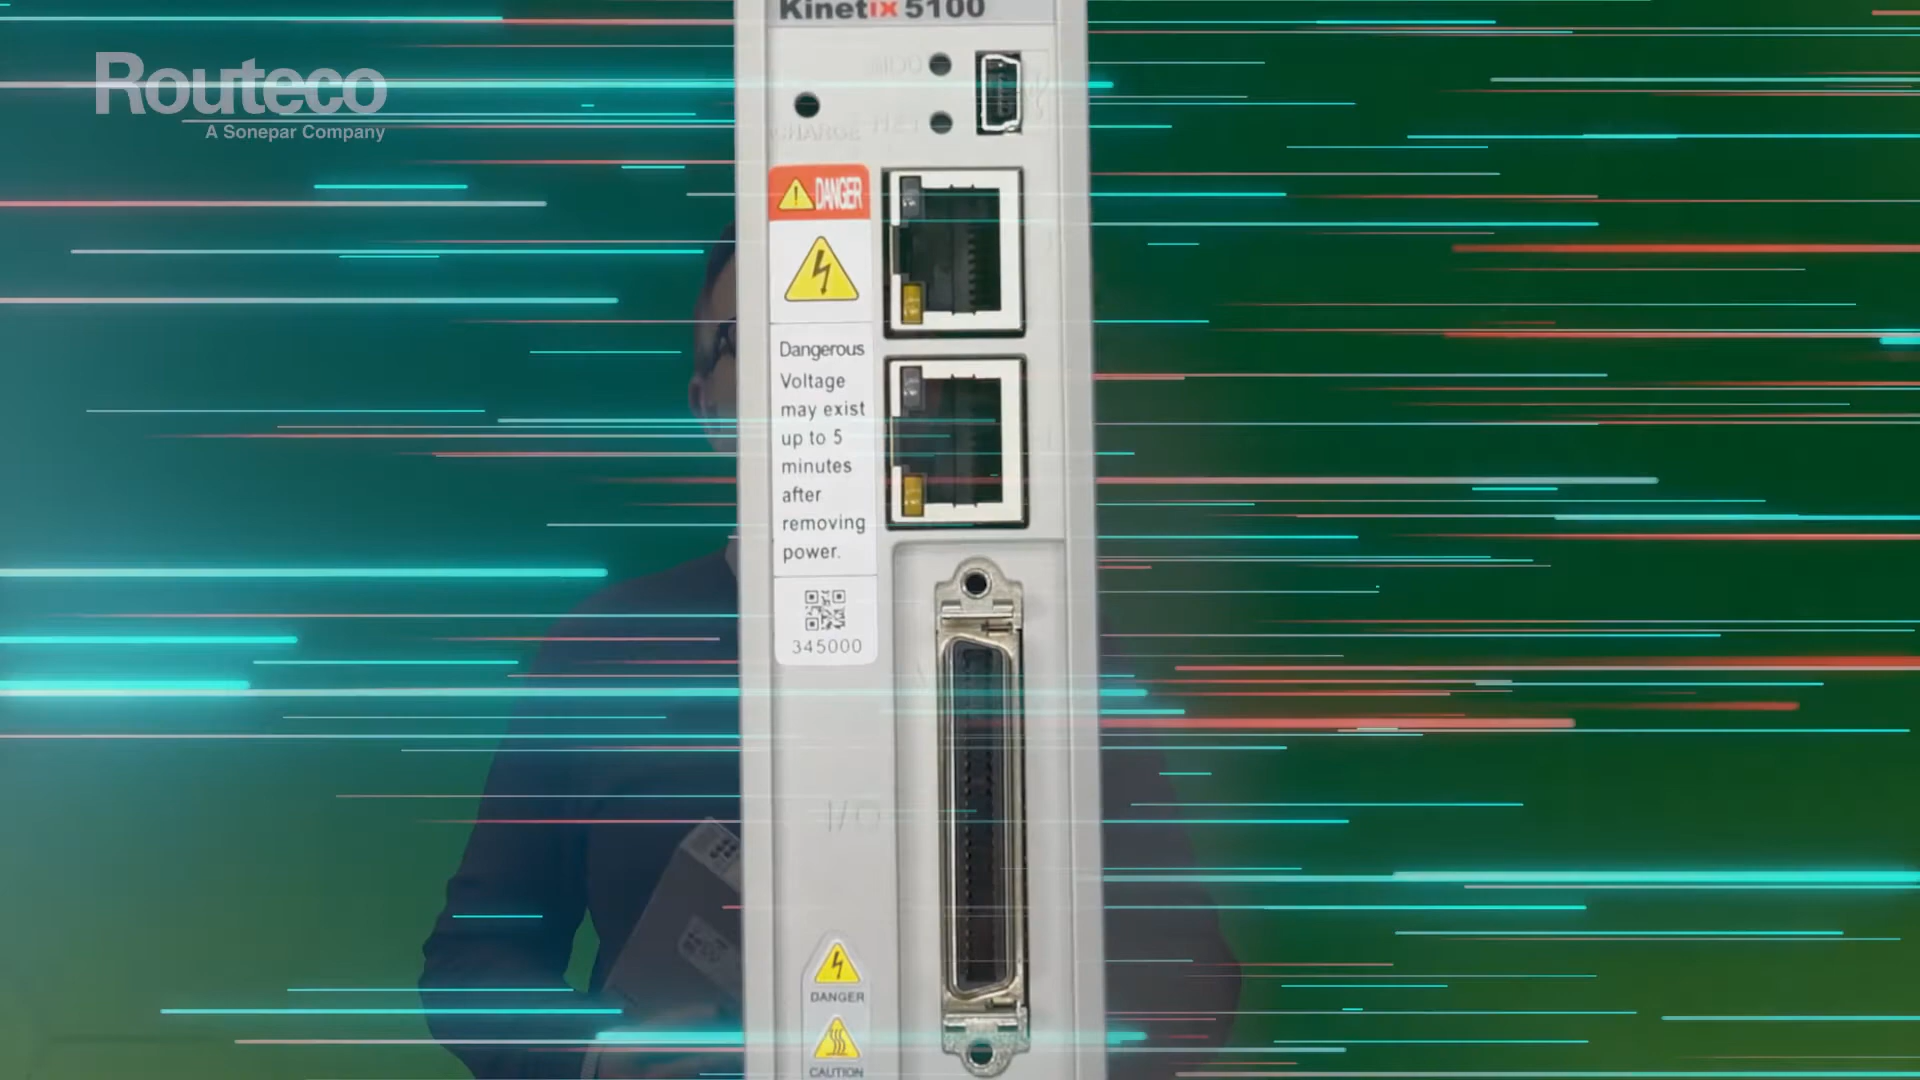 Kinetix 5100
Routeco
A Sonepar Company
DANGER
Dangerous
Voltage
may exist
up to 5
minutes
after
removing
power.
345000
I/O
DANGER
CAUTION